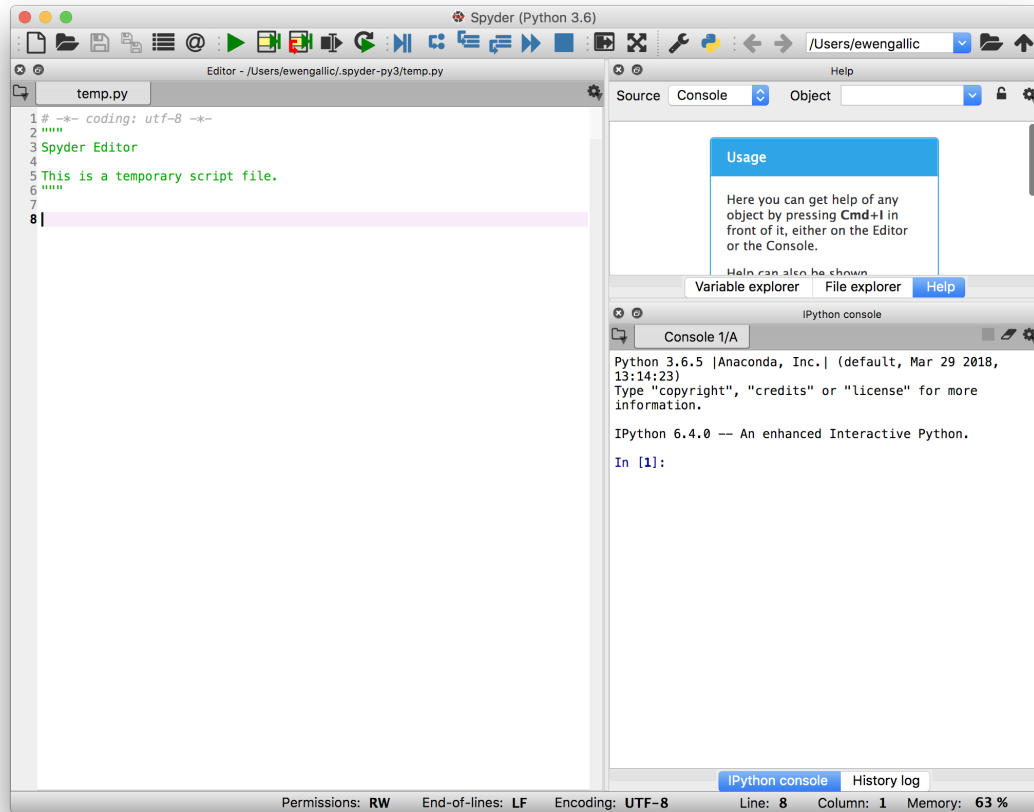 Spyder (Python 3.6)
@
/Users/ewengallic
Editor - /Users/ewengallic/.spyder-py3/temp.py
temp.py
1 # -*- coding: utf-8 -*-
2 """
3 Spyder Editor
4
5 This is a temporary script file.
6 """
7
8
Help
Source Console Object
Usage
Here you can get help of any
object by pressing Cmd+I in
front of it, either on the Editor
or the Console.
Help can also be shown
Variable explorer File explorer Help
IPython console
Console 1/A
Python 3.6.5 |Anaconda, Inc.| (default, Mar 29 2018,
13:14:23)
Type "copyright", "credits" or "license" for more
information.
IPython 6.4.0 -- An enhanced Interactive Python.
In [1]:
IPython console History log
Permissions: RW End-of-lines: LF Encoding: UTF-8 Line: 8 Column: 1 Memory: 63 %